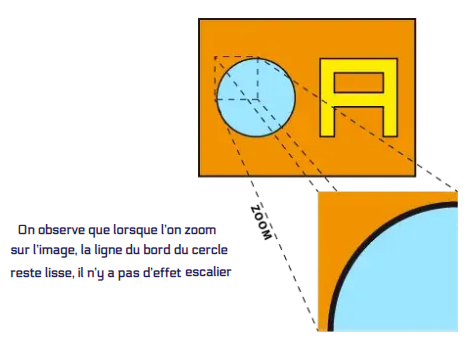 A
ZOOM
On observe que lorsque l'on zoom
sur l'image, la ligne du bord du cercle
reste lisse, il n'y a pas d'effet escalier